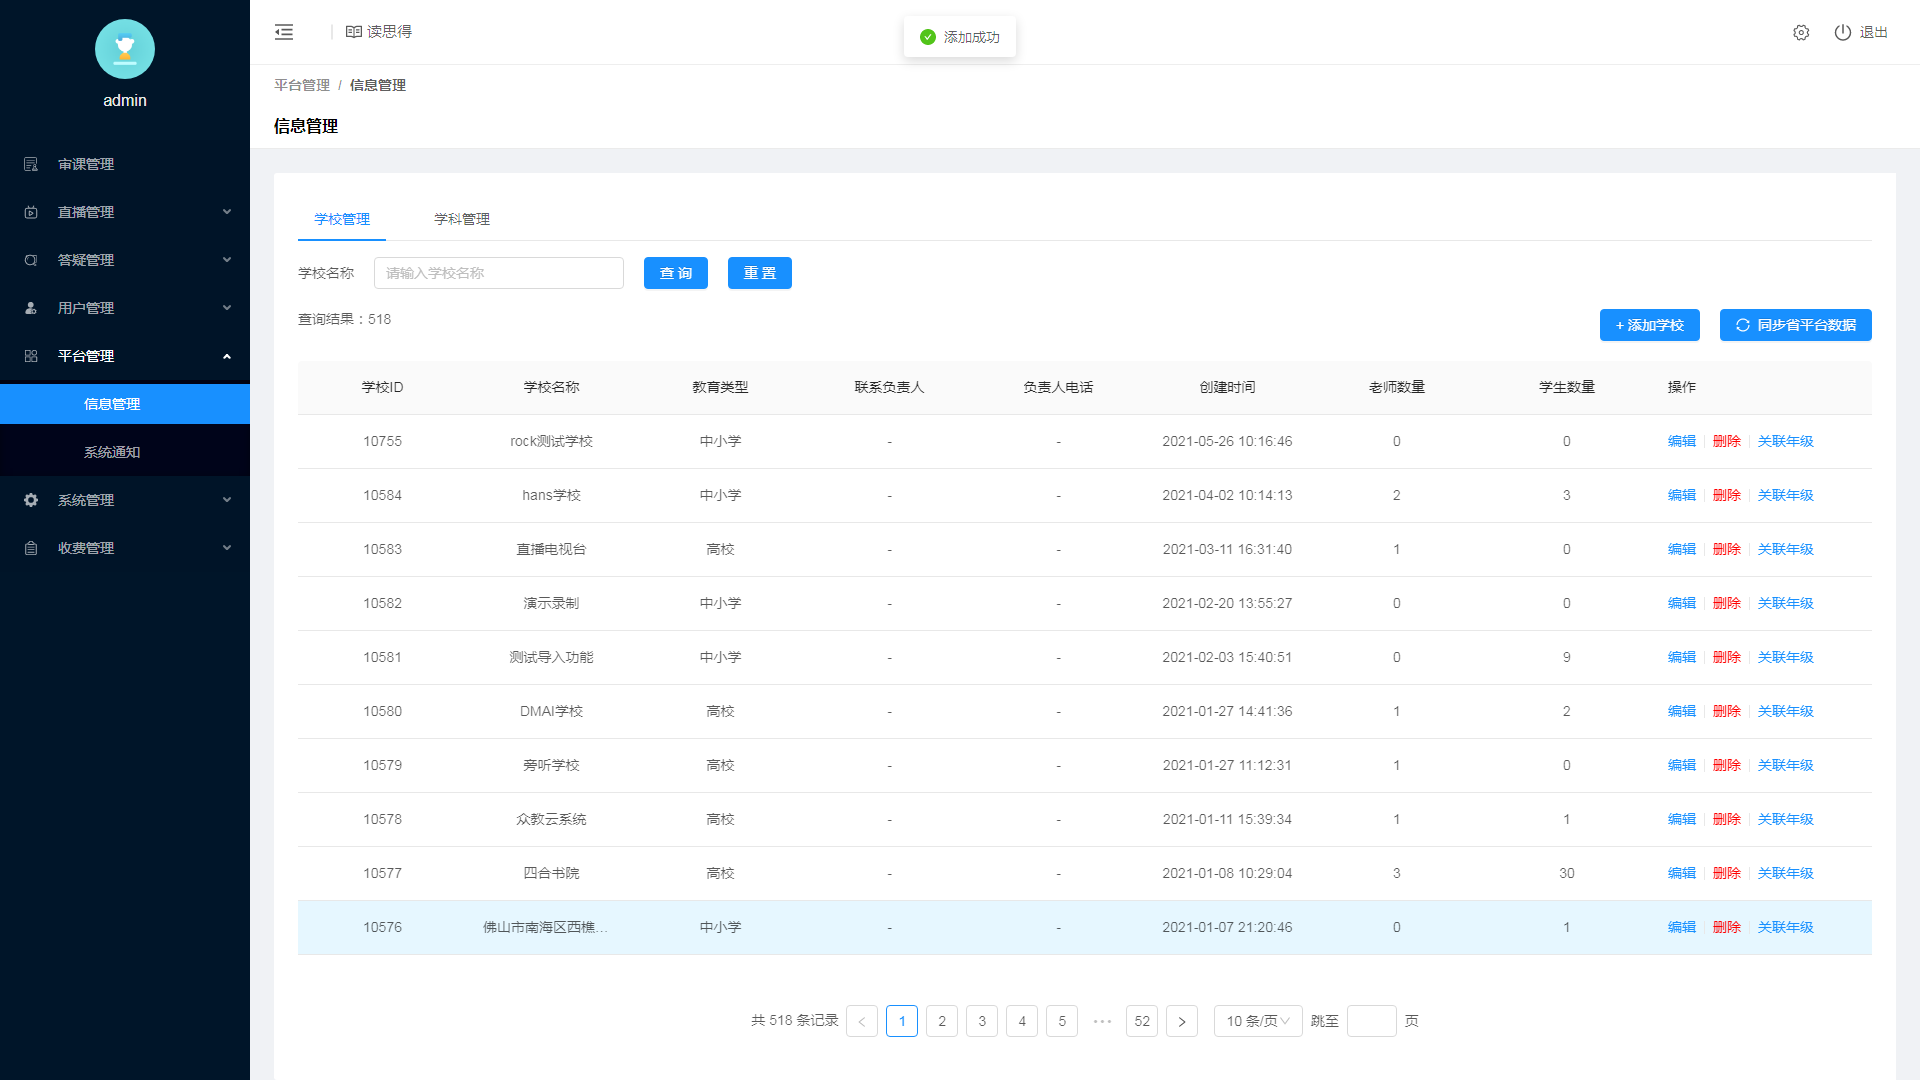 admin
审课管理
直播管理
答疑管理
用户管理
平台管理
信息管理
系统通知
系统管理
收费管理
读思得
添加成功
退出
平台管理 / 信息管理
信息管理
学校管理 学科管理
学校名称 请输入学校名称 查 询 重 置
查询结果：518
+ 添加学校 同步省平台数据
学校ID 学校名称 教育类型 联系负责人 负责人电话 创建时间 老师数量 学生数量 操作
10755 rock测试学校 中小学 - - 2021-05-26 10:16:46 0 0 编辑 删除 关联年级
10584 hans学校 中小学 - - 2021-04-02 10:14:13 2 3 编辑 删除 关联年级
10583 直播电视台 高校 - - 2021-03-11 16:31:40 1 0 编辑 删除 关联年级
10582 演示录制 中小学 - - 2021-02-20 13:55:27 0 0 编辑 删除 关联年级
10581 测试导入功能 中小学 - - 2021-02-03 15:40:51 0 9 编辑 删除 关联年级
10580 DMAI学校 高校 - - 2021-01-27 14:41:36 1 2 编辑 删除 关联年级
10579 旁听学校 高校 - - 2021-01-27 11:12:31 1 0 编辑 删除 关联年级
10578 众教云系统 高校 - - 2021-01-11 15:39:34 1 1 编辑 删除 关联年级
10577 四合书院 高校 - - 2021-01-08 10:29:04 3 30 编辑 删除 关联年级
10576 佛山市南海区西樵... 中小学 - - 2021-01-07 21:20:46 0 1 编辑 删除 关联年级
共 518 条记录 < 1 2 3 4 5 ••• 52 > 10 条/页 跳至 页